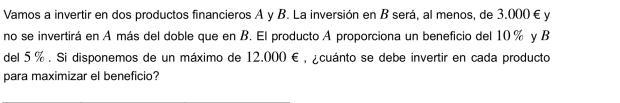 Vamos a invertir en dos productos financieros A y B. La inversión en B será, al menos, de 3.000 € y
no se invertirá en A más del doble que en B. El producto A proporciona un beneficio del 10 % y B
del 5 % . Si disponemos de un máximo de 12.000 € , ¿cuánto se debe invertir en cada producto
para maximizar el beneficio?